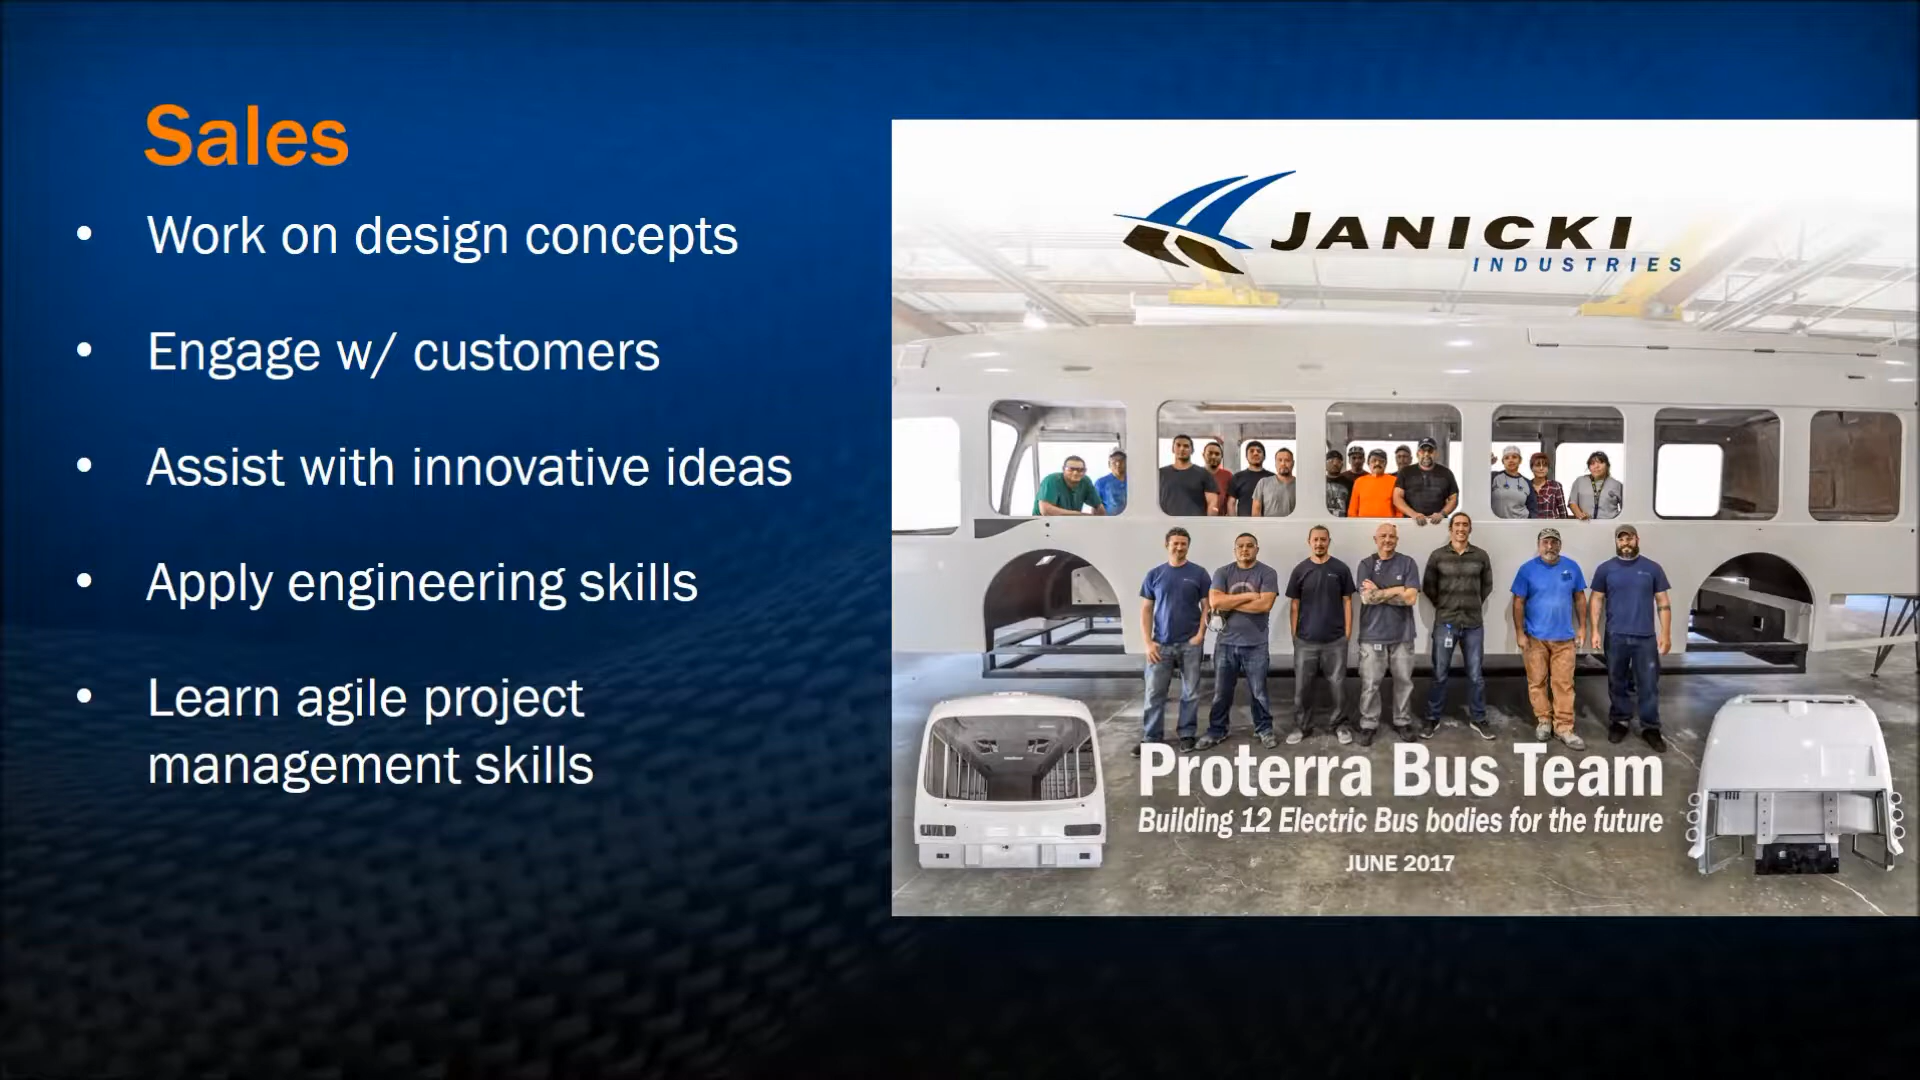 Sales
• Work on design concepts
• Engage w/ customers
• Assist with innovative ideas
• Apply engineering skills
• Learn agile project
management skills
JANICKI
INDUSTRIES
Proterra Bus Team
Building 12 Electric Bus bodies for the future
JUNE 2017